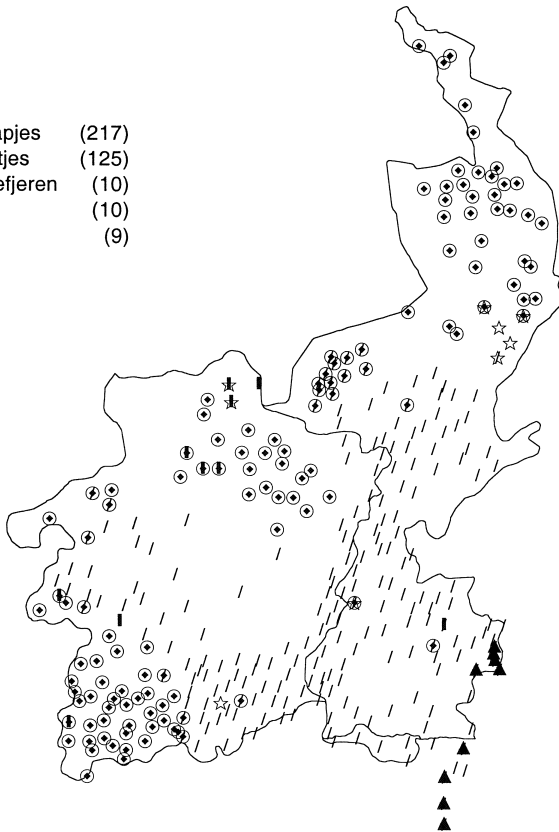 apjes (217)
tjes (125)
efjeren (10)
(10)
(9)